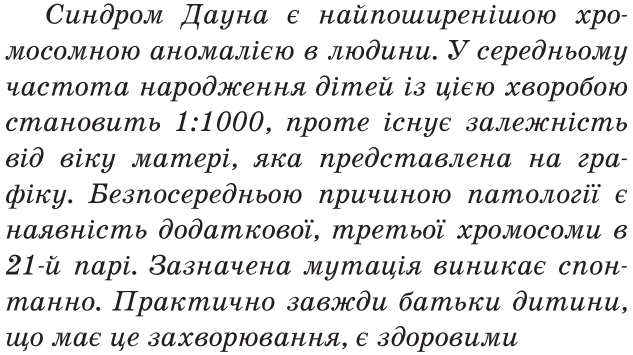 Синдром Дауна є найпоширенішою хро-
мосомною аномалією в людини. У середньому
частота народження дітей із цією хворобою
становить 1:1000, проте існує залежність
від віку матері, яка представлена на гра-
фіку. Безпосередньою причиною патології є
наявність додаткової, третьої хромосоми в
21-й парі. Зазначена мутація виникає спон-
танно. Практично завжди батьки дитини,
що має це захворювання, є здоровими